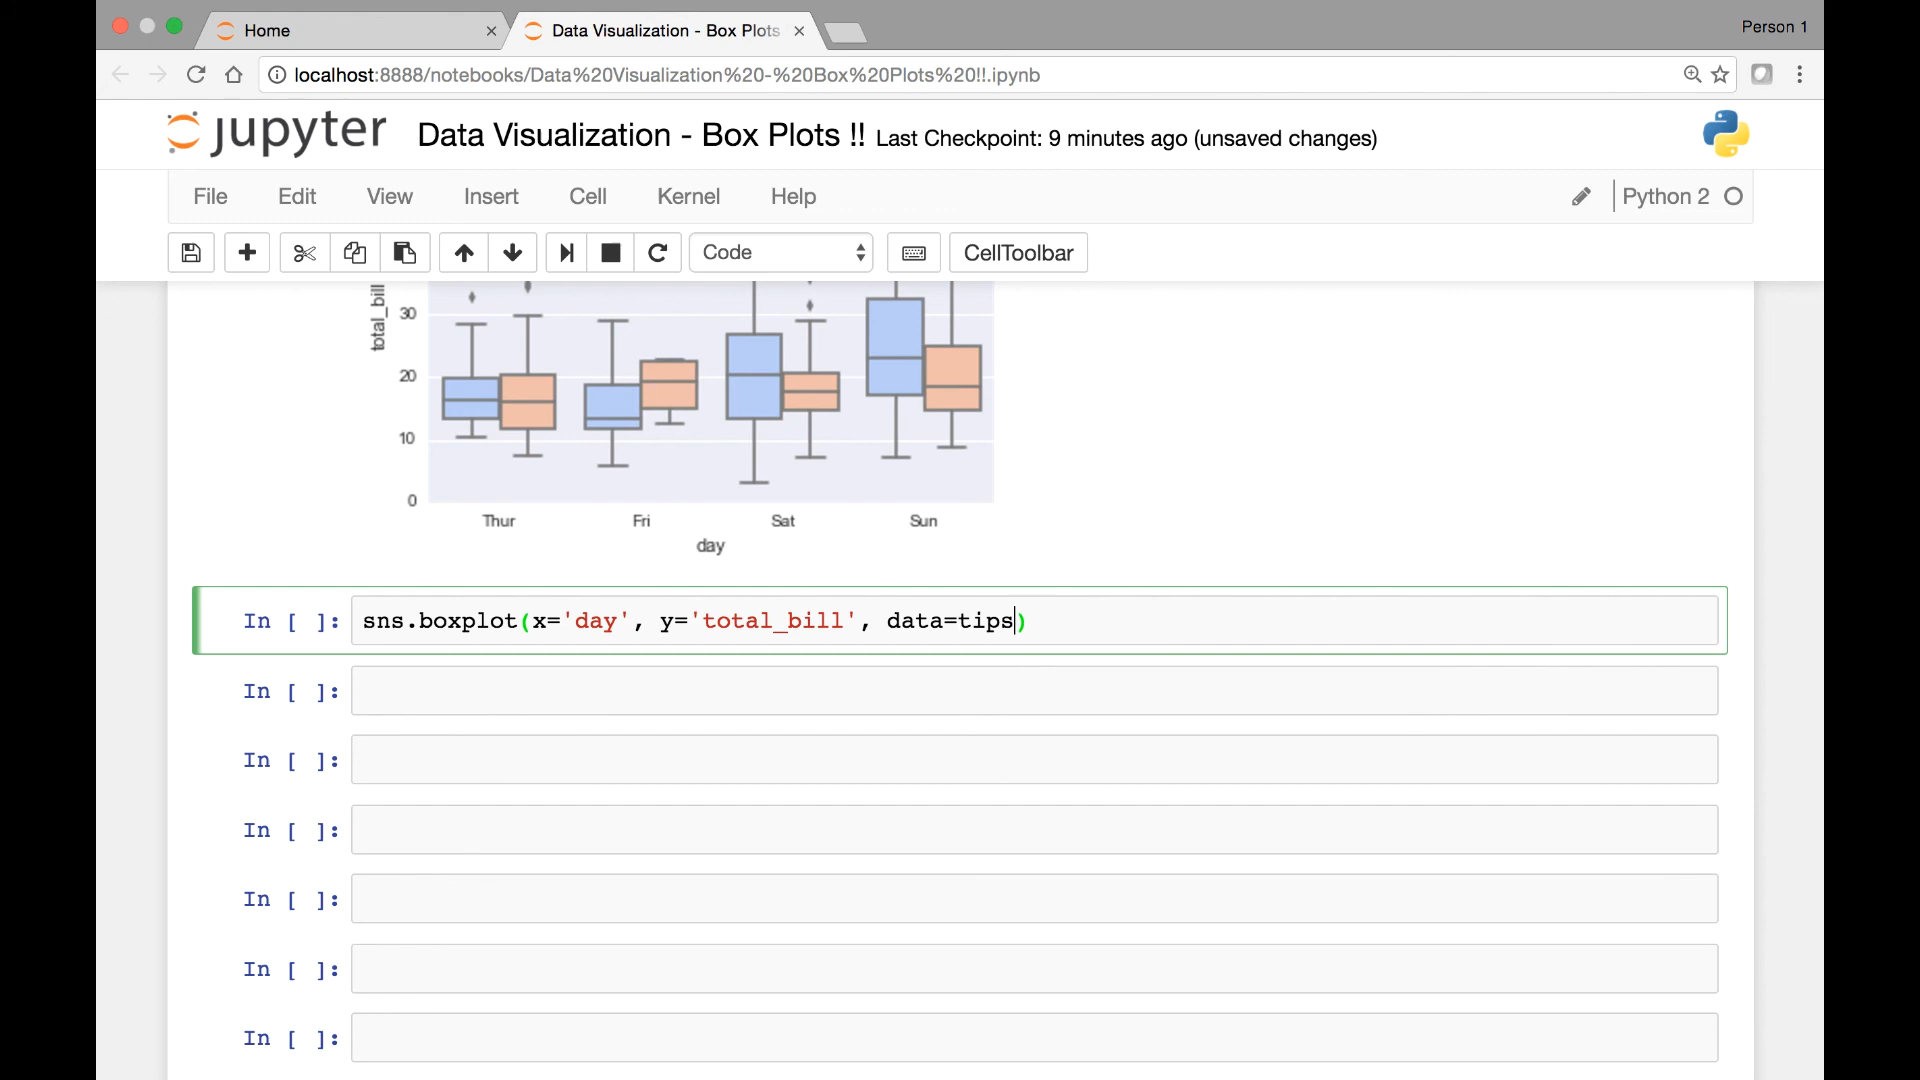 Home
Data Visualization - Box Plots
Person 1
localhost:8888/notebooks/Data%20Visualization%20-%20Box%20Plots%20!!.ipynb
jupyter Data Visualization - Box Plots !! Last Checkpoint: 9 minutes ago (unsaved changes)
File Edit View Insert Cell Kernel Help Python 2
Code CellToolbar
total_bill
30
20
10
0
Thur Fri Sat Sun
day
In [ ]: sns.boxplot(x='day', y='total_bill', data=tips)
In [ ]:
In [ ]:
In [ ]:
In [ ]:
In [ ]:
In [ ]: